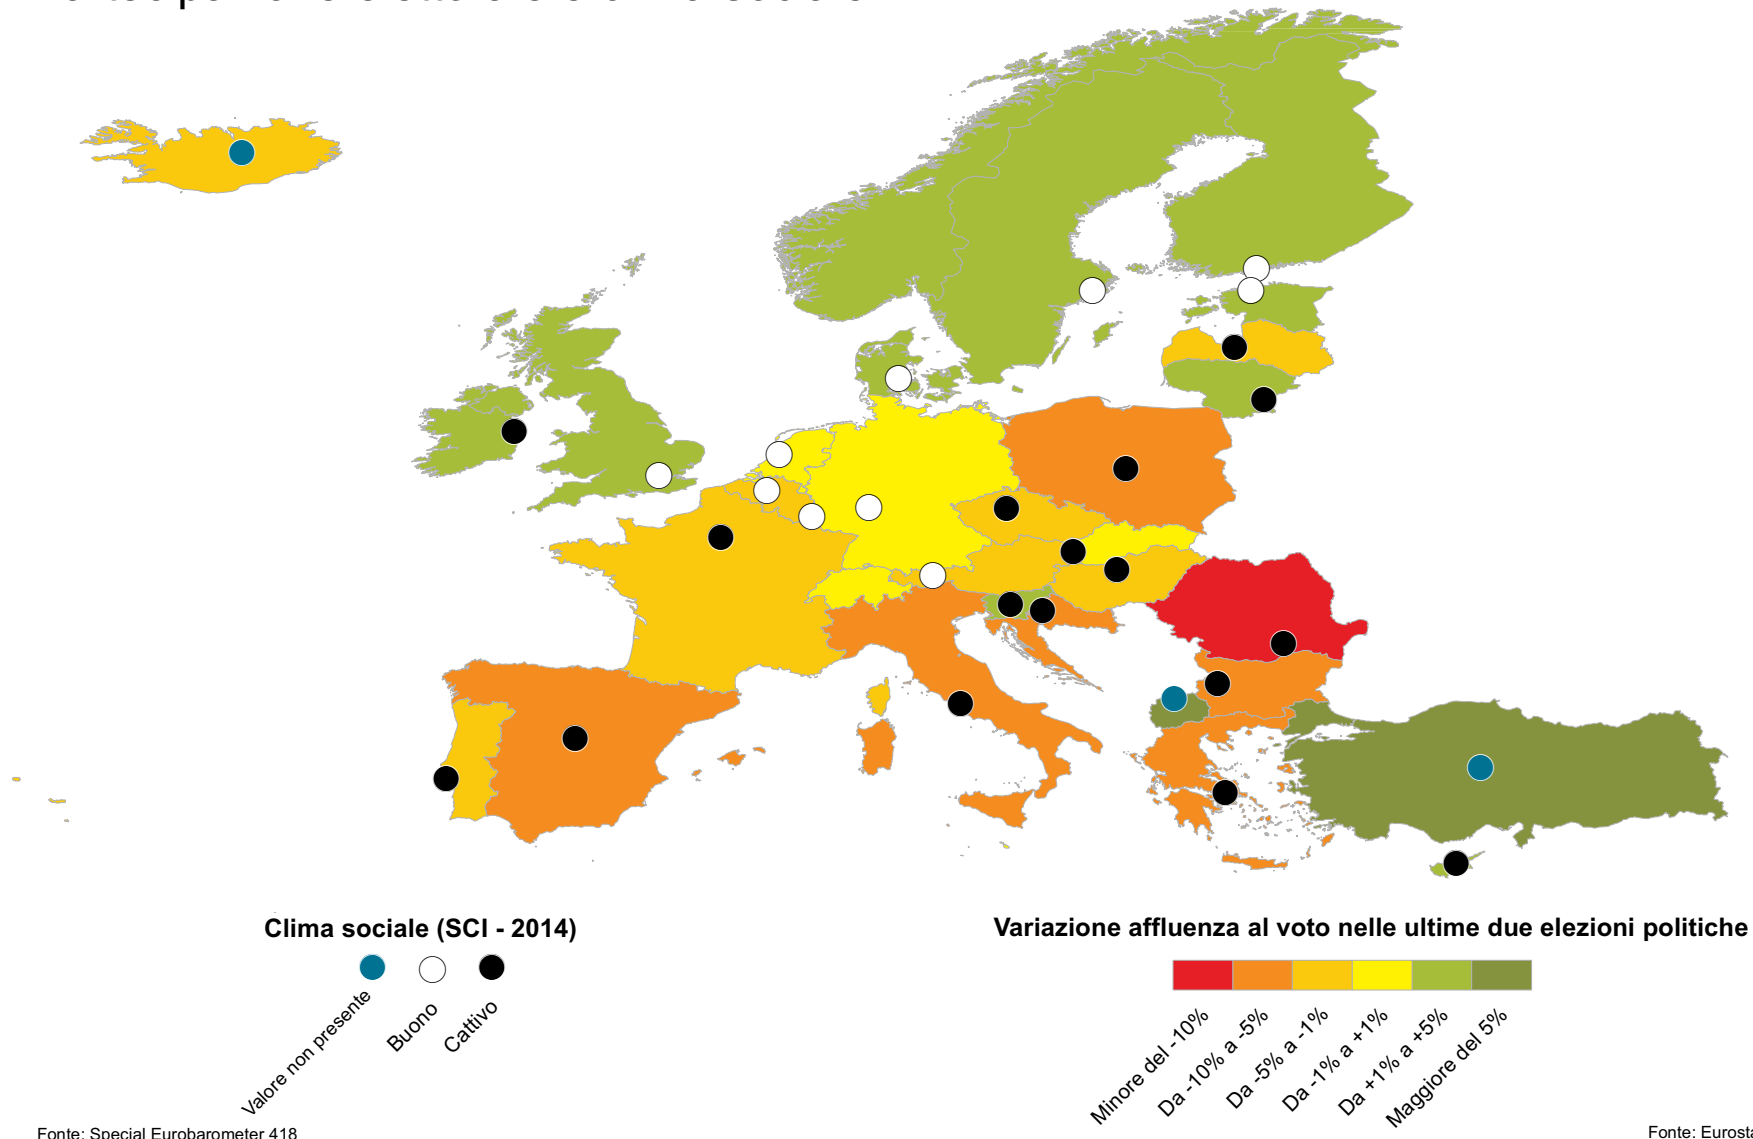 Clima sociale (SCI - 2014)
Valore non presente
Buono
Cattivo
Variazione affluenza al voto nelle ultime due elezioni politiche
Minore del -10%
Da -10% a -5%
Da -5% a -1%
Da -1% a +1%
Da +1% a +5%
Maggiore del 5%
Fonte: Special Eurobarometer 418
Fonte: Eurosta